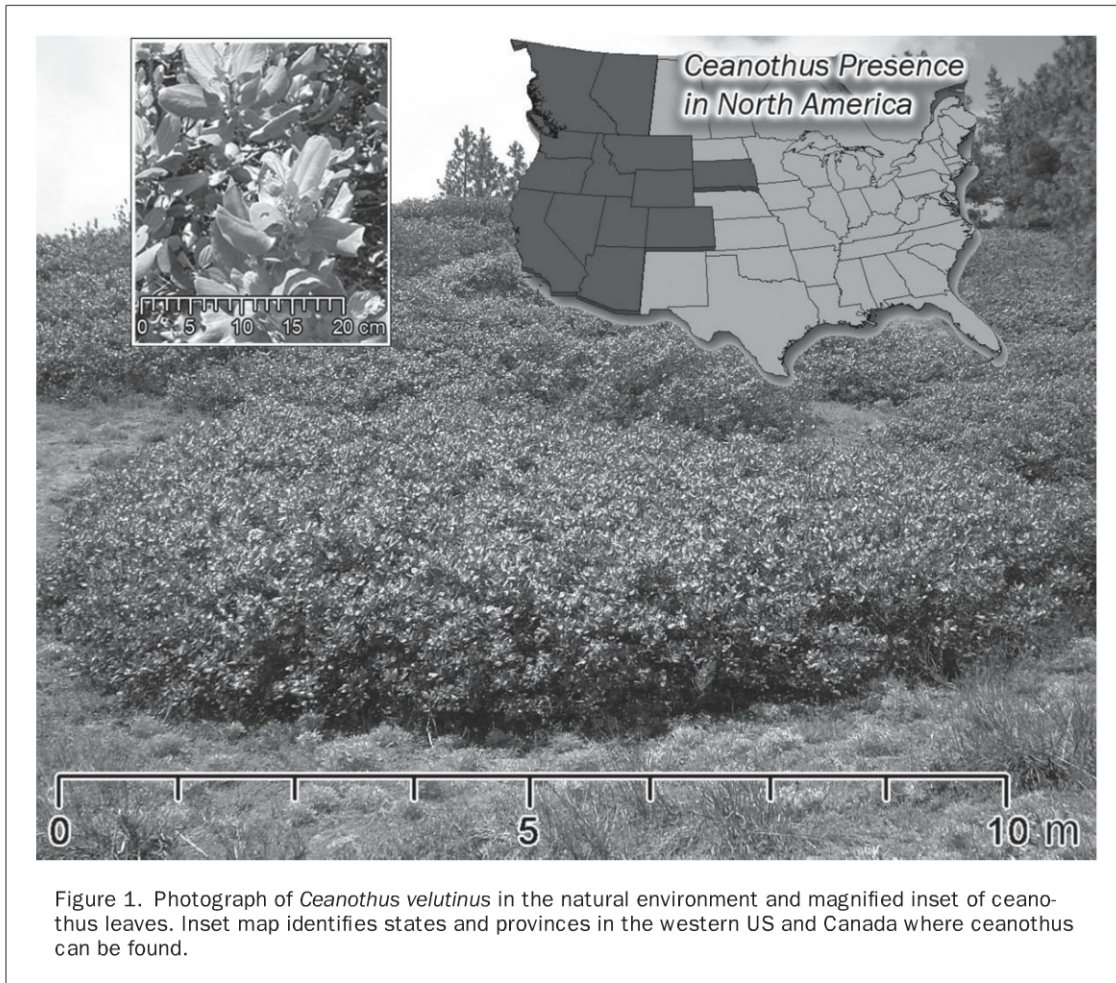 Ceanothus Presence
in North America
0 5 10 15 20 cm
0 5 10 m
Figure 1. Photograph of Ceanothus velutinus in the natural environment and magnified inset of ceano-
thus leaves. Inset map identifies states and provinces in the western US and Canada where ceanothus
can be found.